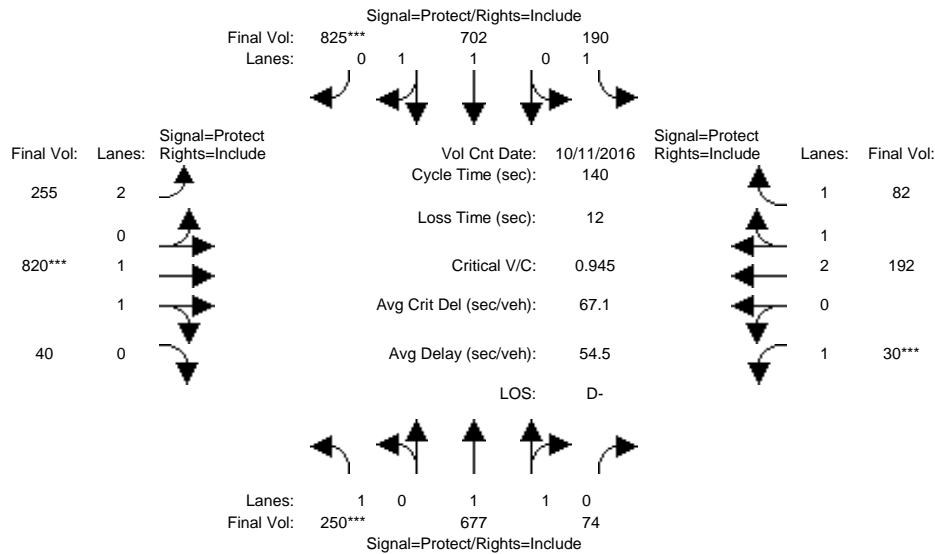 Signal=Protect/Rights=Include
Final Vol: 825*** 702 190
Lanes: 0 1 1 0 1
Signal=Protect
Final Vol: Lanes: Rights=Include
Vol Cnt Date: 10/11/2016
Signal=Protect
Rights=Include Lanes: Final Vol:
Cycle Time (sec): 140
255 2
1 82
Loss Time (sec): 12
0
1
820*** 1
Critical V/C: 0.945
2 192
1
Avg Crit Del (sec/veh): 67.1
0
40 0
Avg Delay (sec/veh): 54.5
1 30***
LOS: D-
Lanes: 1 0 1 1 0
Final Vol: 250*** 677 74
Signal=Protect/Rights=Include